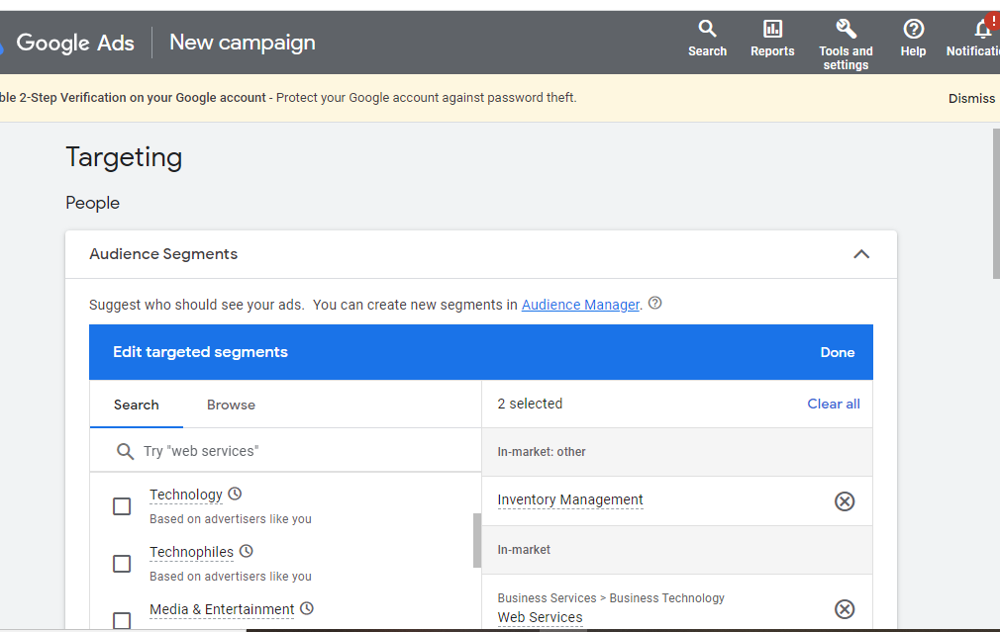 Google Ads
New campaign
Search
Reports
Tools and
settings
Help
!
2-Step Verification on your Google account - Protect your Google account against password theft.
Dismiss
Targeting
People
Audience Segments
Suggest who should see your ads. You can create new segments in Audience Manager. ?
Edit targeted segments
Done
Search
Browse
Try "web services"
Technology
Based on advertisers like you
Technophiles
Based on advertisers like you
Media & Entertainment
2 selected
Clear all
In-market: other
Inventory Management
In-market
Business Services > Business Technology
Web Services